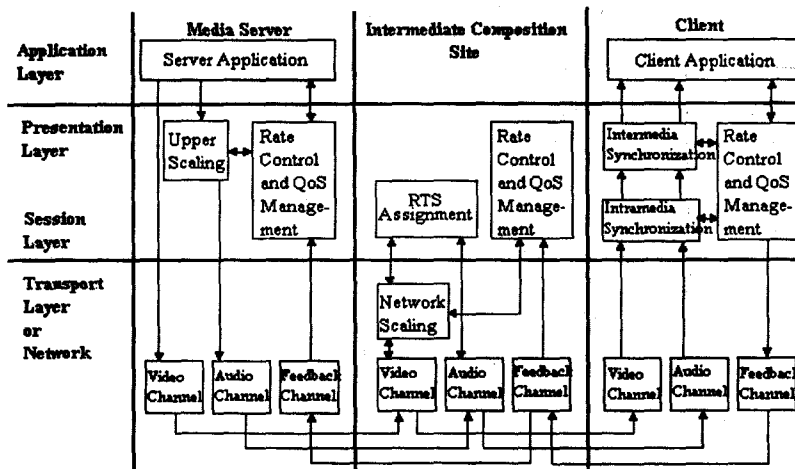 Media Server
Intermediate Composition
Site
Client
Application
Layer
Server Application
Client Application
Presentation
Layer
Upper
Scaling
Rate
Control
and QoS
Manage-
ment
Rate
Control
and QoS
Manage-
ment
Intermedia
Synchronization
Rate
Control
and QoS
Manage-
ment
Session
Layer
RTS
Assignment
Intramedia
Synchronization
Transport
Layer
or
Network
Network
Scaling
Video
Channel
Audio
Channel
Feedback
Channel
Video
Channel
Audio
Channel
Feedback
Channel
Video
Channel
Audio
Channel
Feedback
Channel